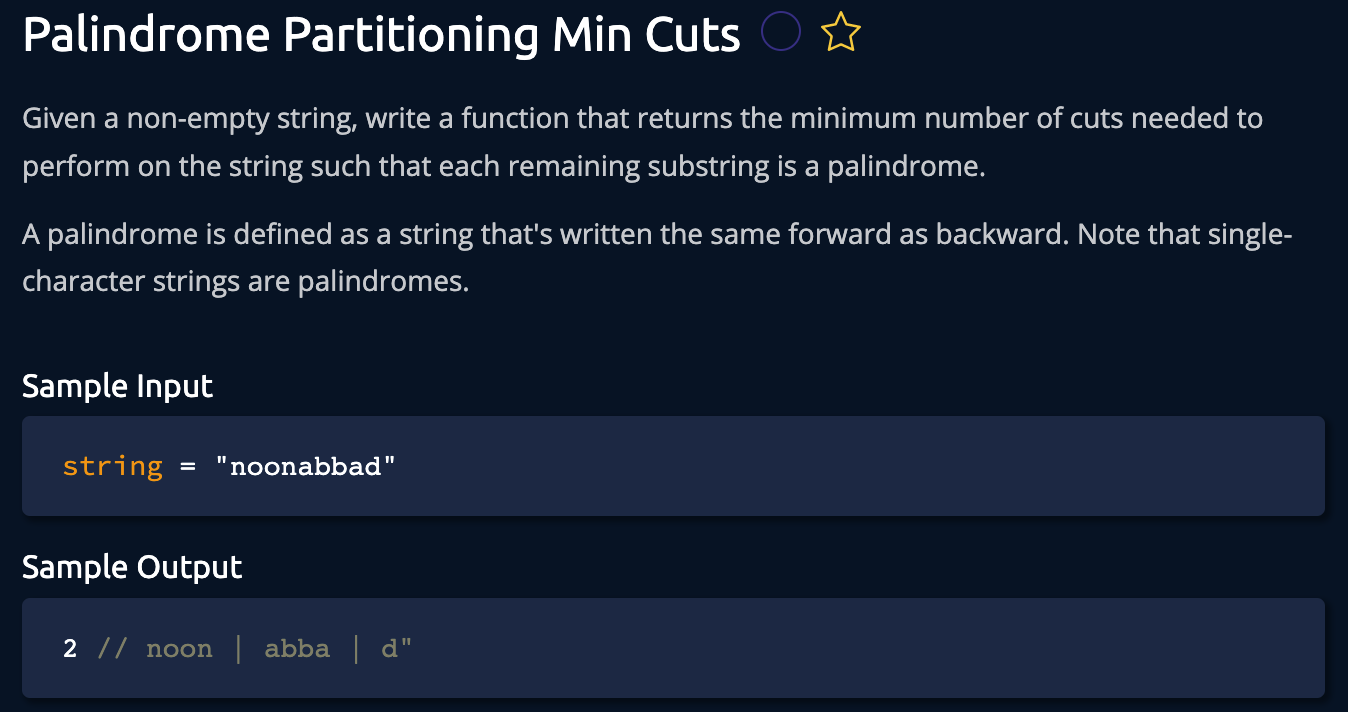 Palindrome Partitioning Min Cuts
Given a non-empty string, write a function that returns the minimum number of cuts needed to
perform on the string such that each remaining substring is a palindrome.
A palindrome is defined as a string that's written the same forward as backward. Note that single-
character strings are palindromes.
Sample Input
string = "noonabbad"
Sample Output
2 // noon | abba | d"